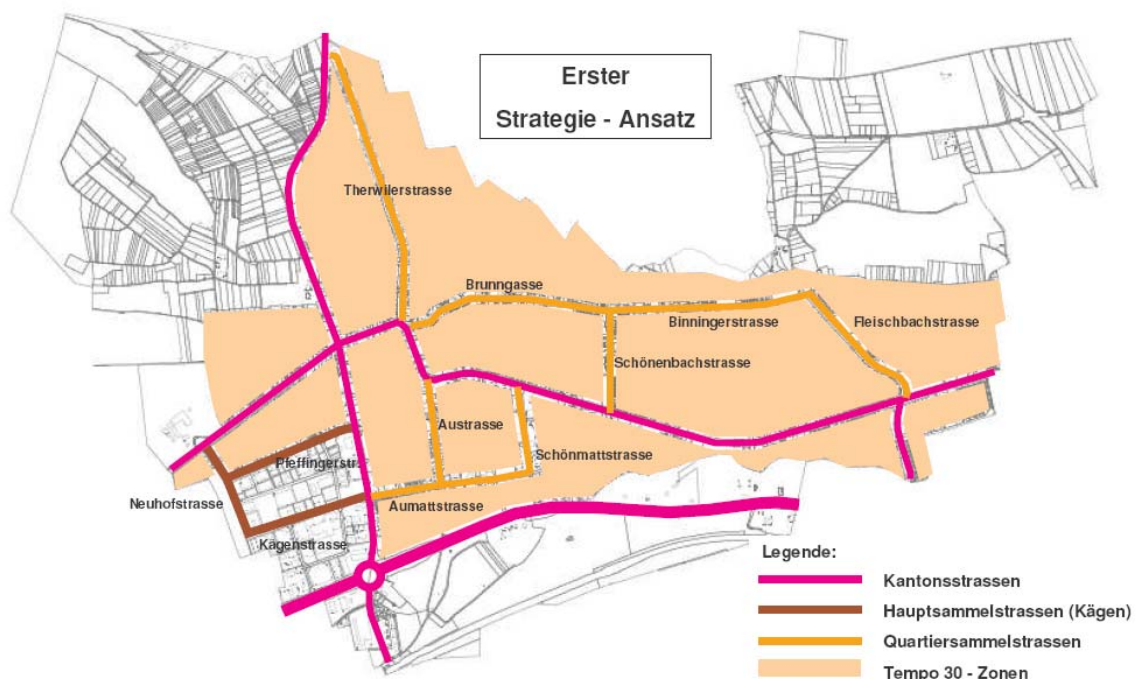 Erster
Strategie - Ansatz
Therwilerstrasse
Brunngasse
Binningerstrasse
Fleischbachstrasse
Schönenbachstrasse
Austrasse
Schönmattstrasse
Pfeffingerstr.
Neuhofstrasse
Aumattstrasse
Kägenstrasse
Legende:
Kantonsstrassen
Hauptsammelstrassen (Kägen)
Quartiersammelstrassen
Tempo 30 - Zonen